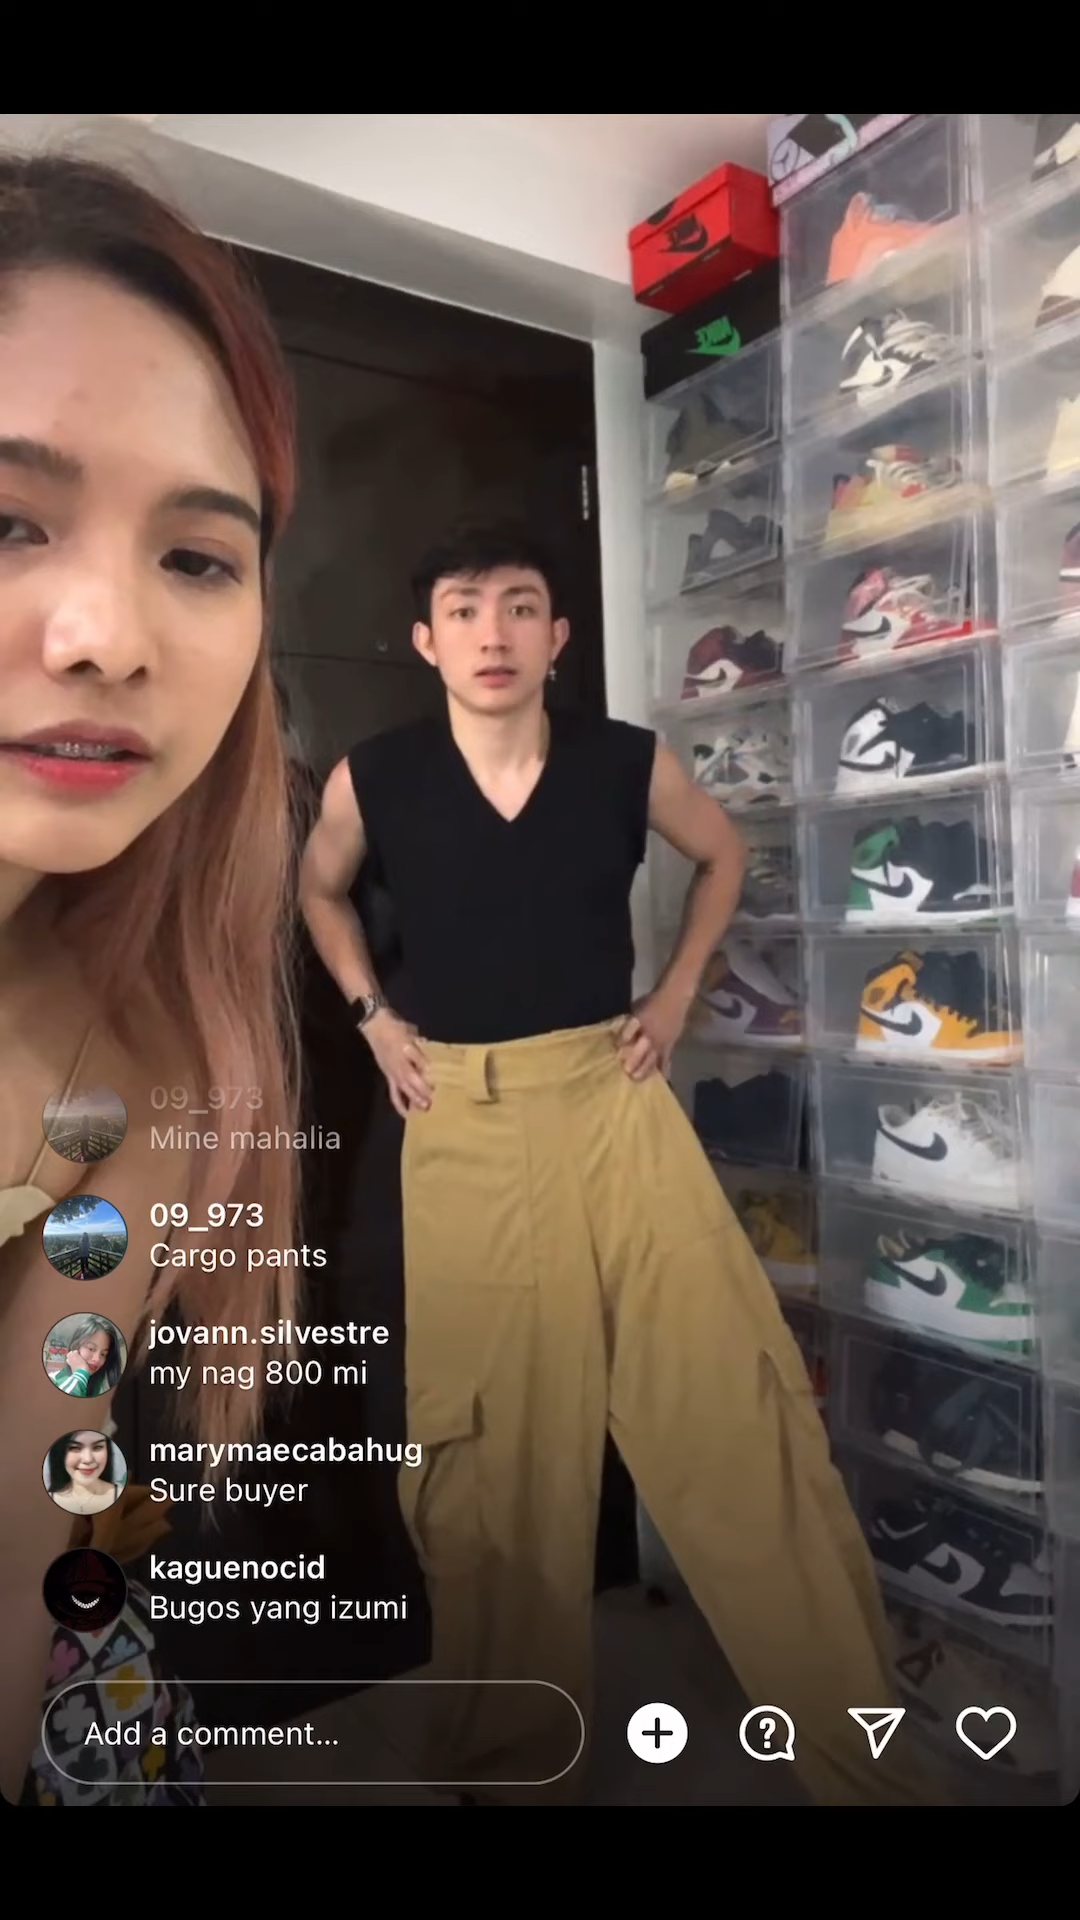 NIKE
09_973
Mine mahalia
09_973
Cargo pants
jovann.silvestre
my nag 800 mi
marymaecabahug
Sure buyer
kaguenocid
Bugos yang izumi
Add a comment...